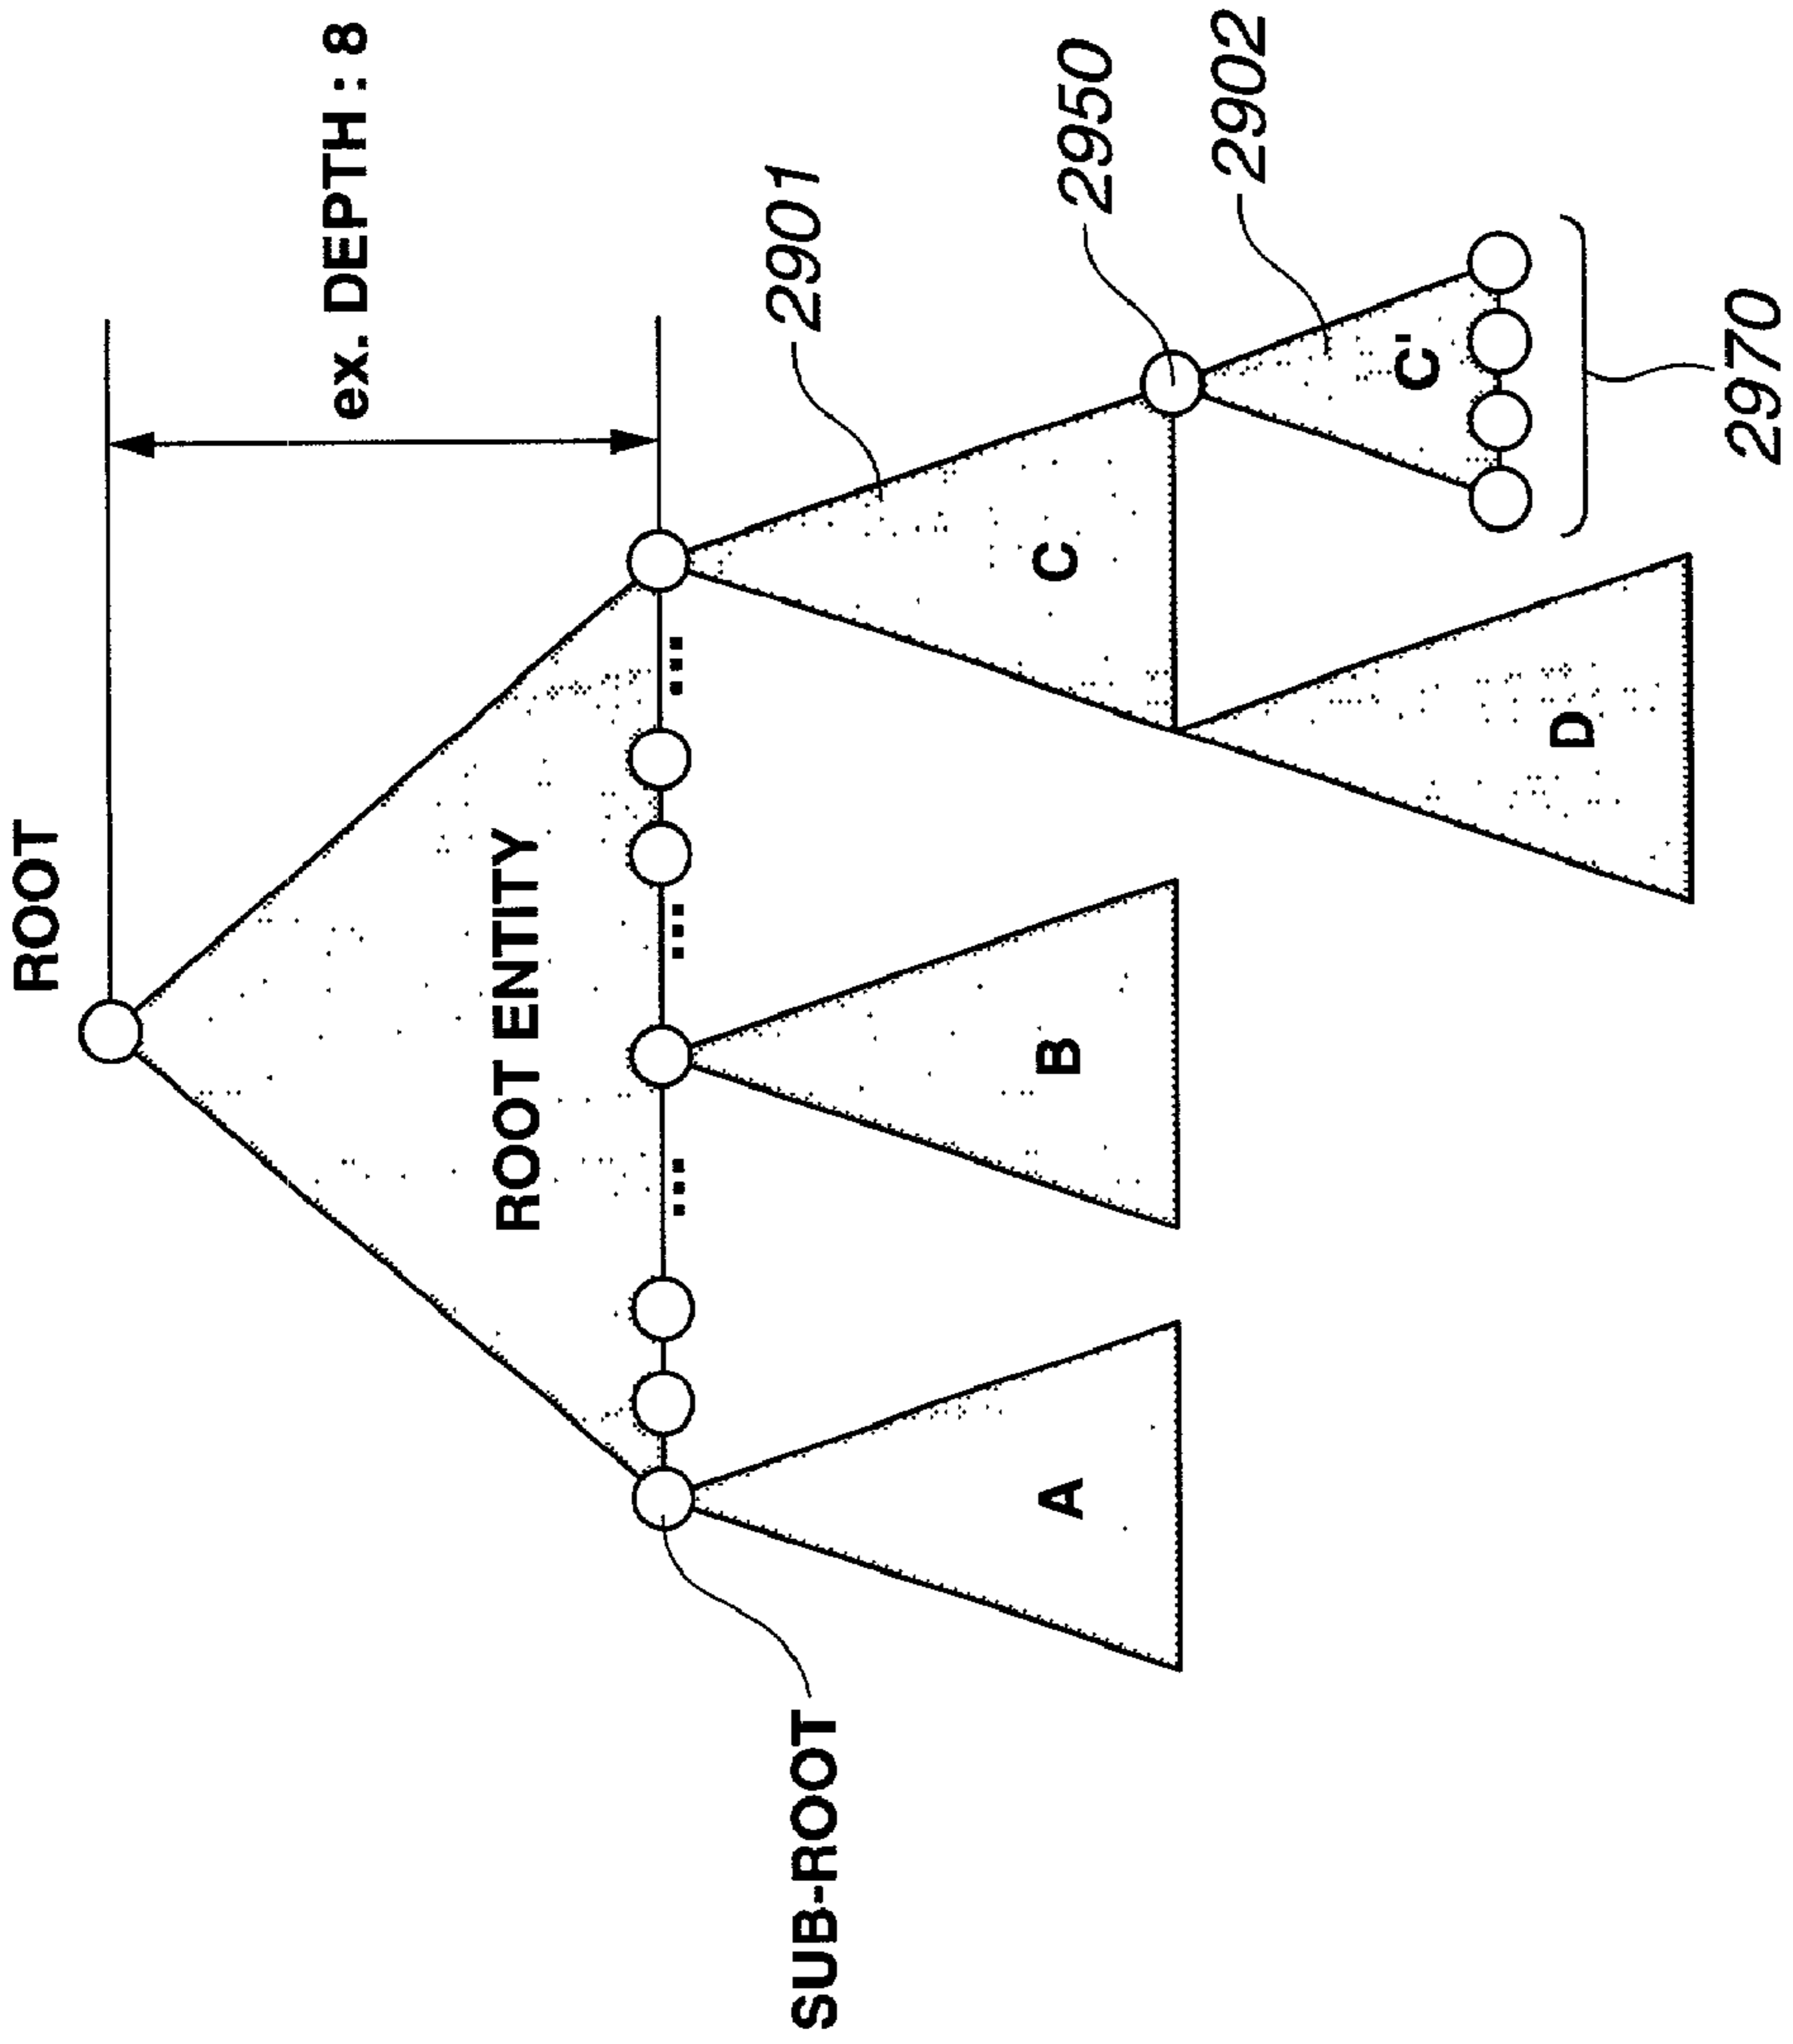 ROOT
ex. DEPTH : 8
ROOT ENTITY
...
...
...
SUB-ROOT
2901
A
B
C
2950
2902
C'
D
2970